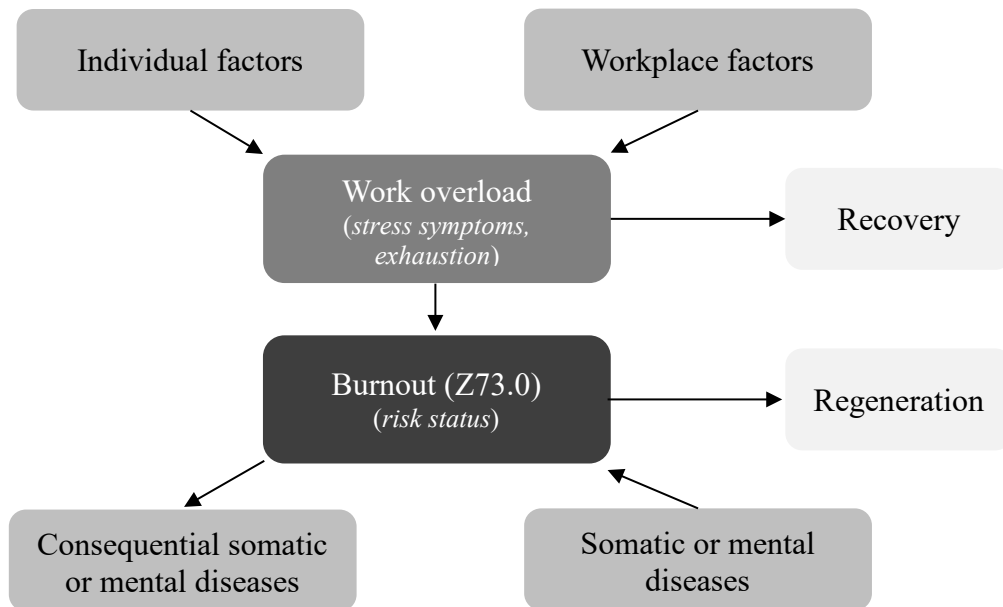 Individual factors
Workplace factors
Work overload
(stress symptoms,
exhaustion)
Recovery
Burnout (Z73.0)
(risk status)
Regeneration
Consequential somatic
or mental diseases
Somatic or mental
diseases